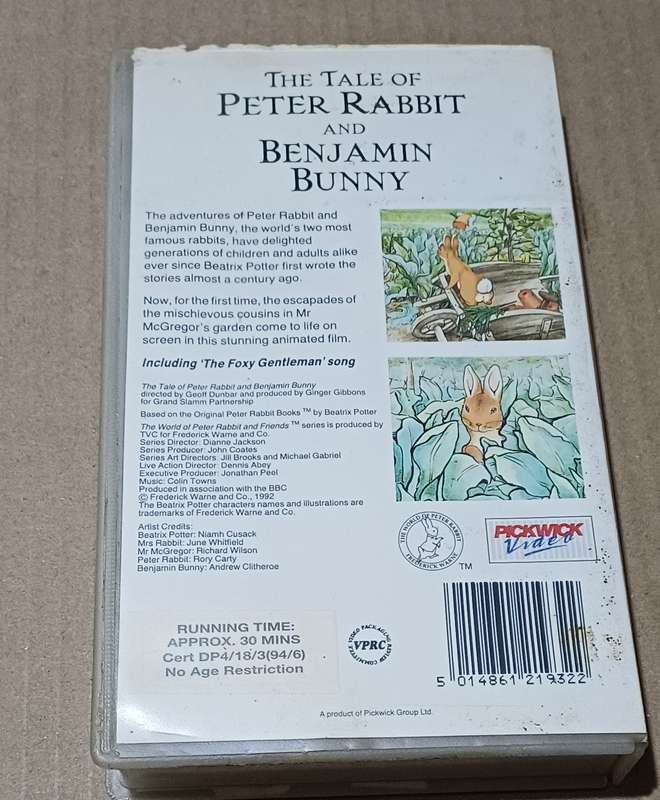 THE TALE OF
PETER RABBIT
AND
BENJAMIN
BUNNY
The adventures of Peter Rabbit and
Benjamin Bunny, the world's two most
famous rabbits, have delighted
generations of children and adults alike
ever since Beatrix Potter first wrote the
stories almost a century ago.
Now, for the first time, the escapades of
the mischievous cousins in Mr
McGregor's garden come to life on
screen in this stunning animated film.
Including 'The Foxy Gentleman' song
The Tale of Peter Rabbit and Benjamin Bunny
directed by Geoff Dunbar and produced by Ginger Gibbons
for Grand Slamm Partnership
Based on the Original Peter Rabbit Books™ by Beatrix Potter
The World of Peter Rabbit and Friends™ series is produced by
TVC for Frederick Warne and Co.
Series Director: Dianne Jackson
Series Producer: John Coates
Series Art Directors: Jill Brooks and Michael Gabriel
Live Action Director: Dennis Abey
Executive Producer: Jonathan Peel
Music: Colin Towns
Produced in association with the BBC
© Frederick Warne and Co., 1992
The Beatrix Potter characters names and illustrations are
trademarks of Frederick Warne and Co.
Artist Credits:
Beatrix Potter: Niamh Cusack
Mrs Rabbit: June Whitfield
Mr McGregor: Richard Wilson
Peter Rabbit: Rory Carty
Benjamin Bunny: Andrew Clitheroe
THE WORLD OF PETER RABBIT
FREDERICK WARNE
TM
PICKWICK
Video
RUNNING TIME:
APPROX. 30 MINS
Cert DP4/18/3(94/6)
No Age Restriction
VIDEO PACKAGING REVIEW COMMITTEE
VPRC
5 014861 219322
A product of Pickwick Group Ltd.